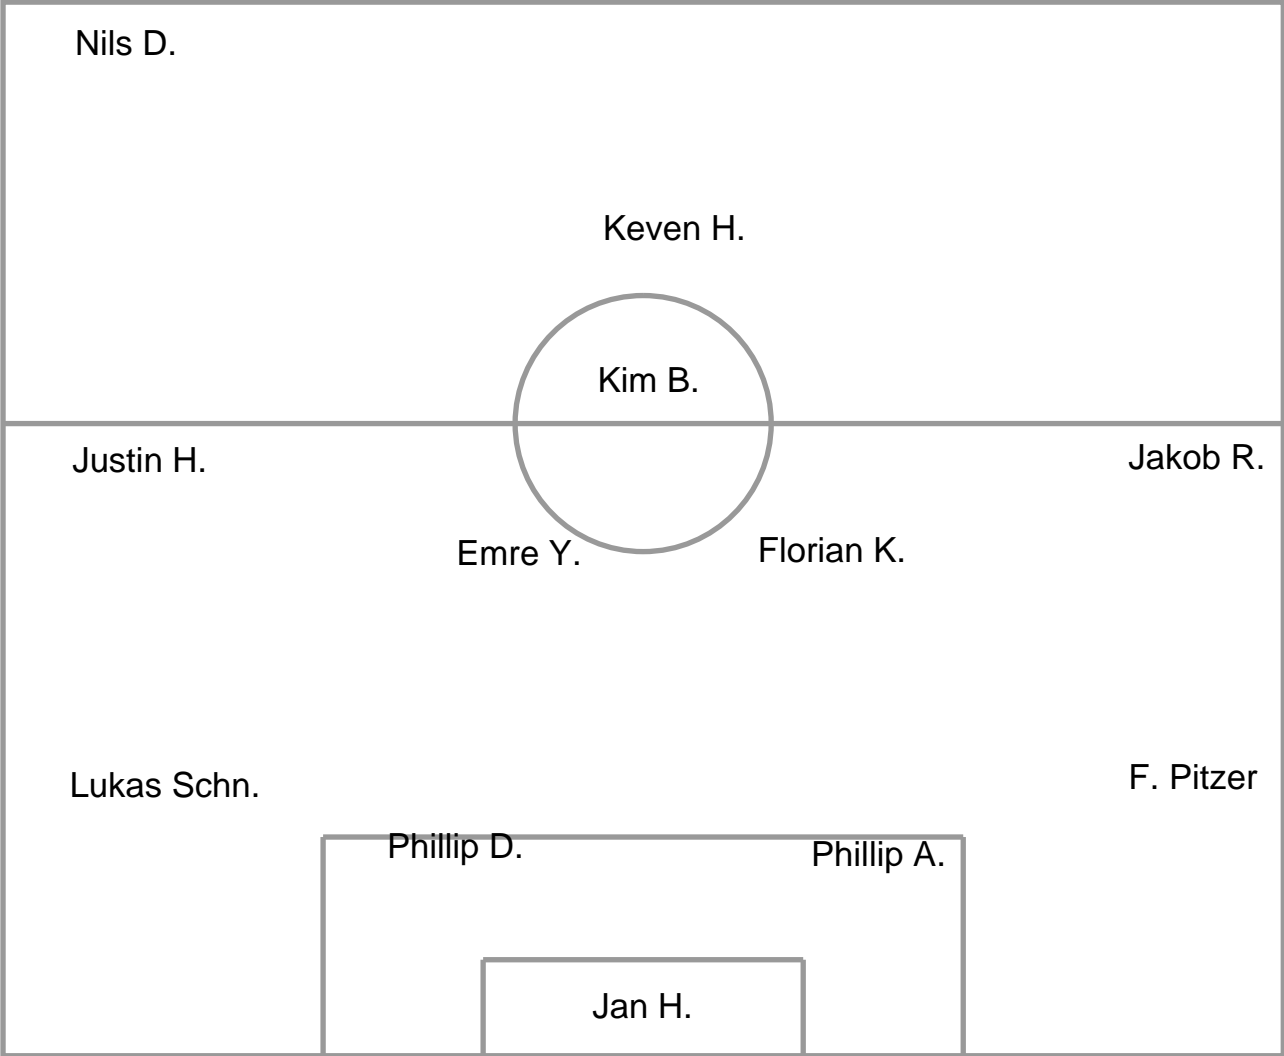 Nils D.
Keven H.
Kim B.
Justin H.
Jakob R.
Emre Y.
Florian K.
Lukas Schn.
F. Pitzer
Phillip D.
Phillip A.
Jan H.